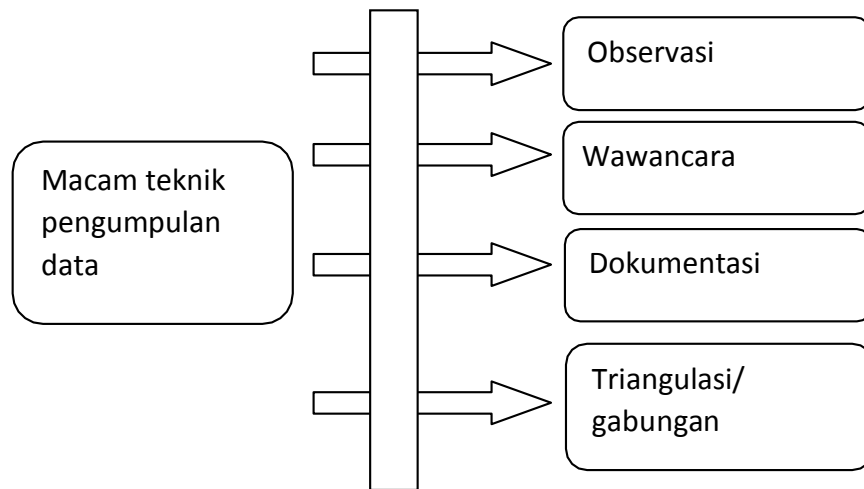 Macam teknik
pengumpulan
data
Observasi
Wawancara
Dokumentasi
Triangulasi/
gabungan